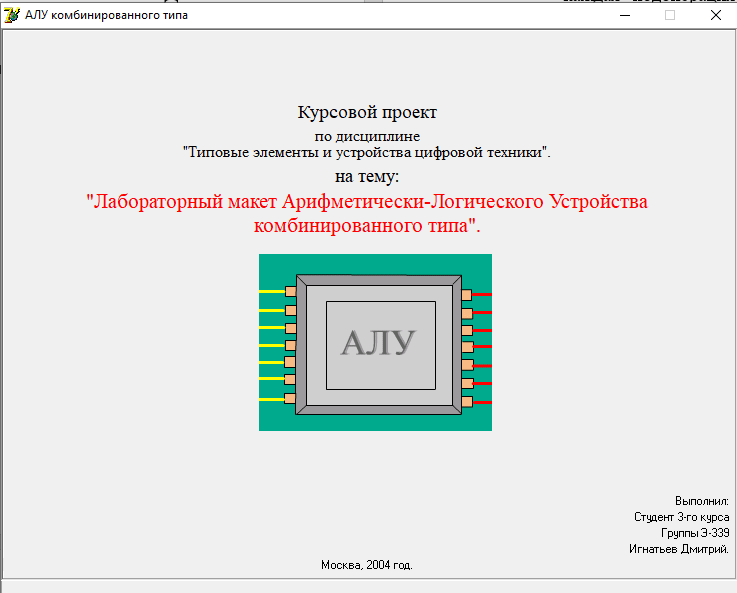 АЛУ комбинированного типа
Курсовой проект
по дисциплине
"Типовые элементы и устройства цифровой техники".
на тему:
"Лабораторный макет Арифметически-Логического Устройства
комбинированного типа".
АЛУ
Выполнил:
Студент 3-го курса
Группы Э-339
Игнатьев Дмитрий.
Москва, 2004 год.